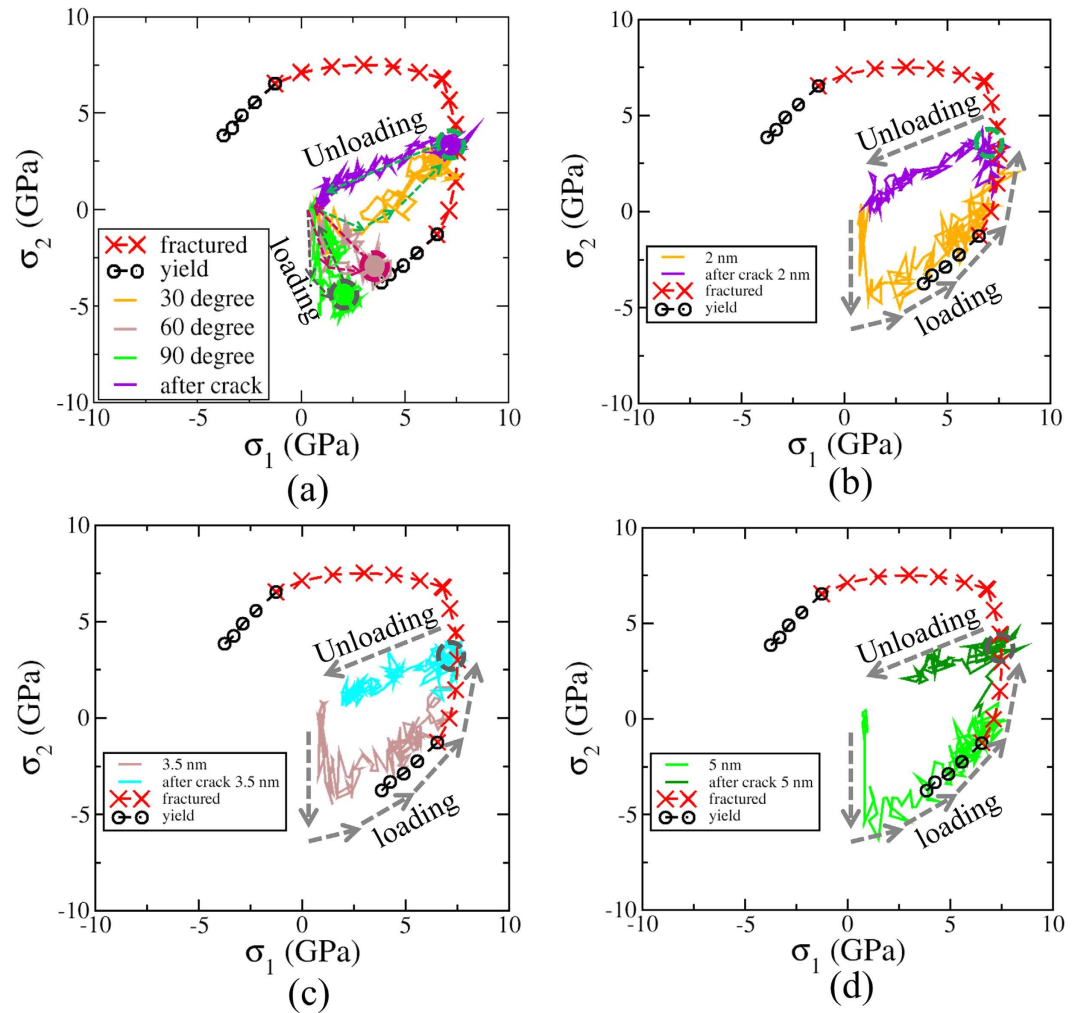 10
5
0
-5
-10
σ2 (GPa)
Unloading
loading
fractured
yield
30 degree
60 degree
90 degree
after crack
0
5
10
σ1 (GPa)
(a)
10
5
0
-5
-10
σ2 (GPa)
Unloading
loading
2 nm
after crack 2 nm
fractured
yield
-10
-5
0
5
10
σ1 (GPa)
(b)
10
5
0
-5
-10
σ2 (GPa)
Unloading
loading
3.5 nm
after crack 3.5 nm
fractured
yield
-10
-5
0
5
10
σ1 (GPa)
(c)
10
5
0
-5
-10
σ2 (GPa)
Unloading
loading
5 nm
after crack 5 nm
fractured
yield
-10
-5
0
5
10
σ1 (GPa)
(d)